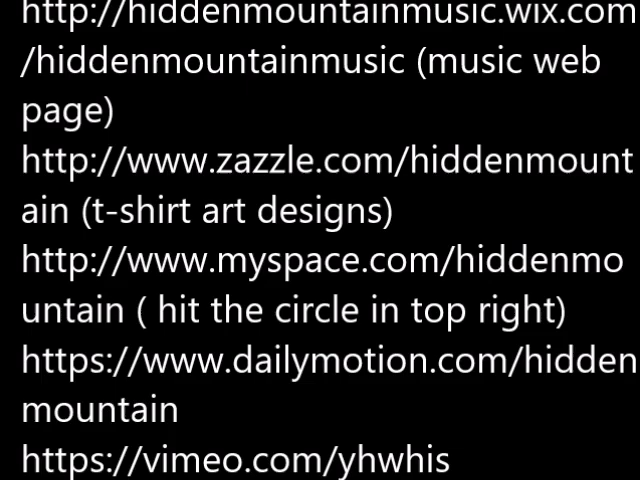 http://hiddenmountainmusic.wix.com
/hiddenmountainmusic (music web
page)
http://www.zazzle.com/hiddenmount
ain (t-shirt art designs)
http://www.myspace.com/hiddenmo
untain ( hit the circle in top right)
https://www.dailymotion.com/hidden
mountain
https://vimeo.com/yhwhis